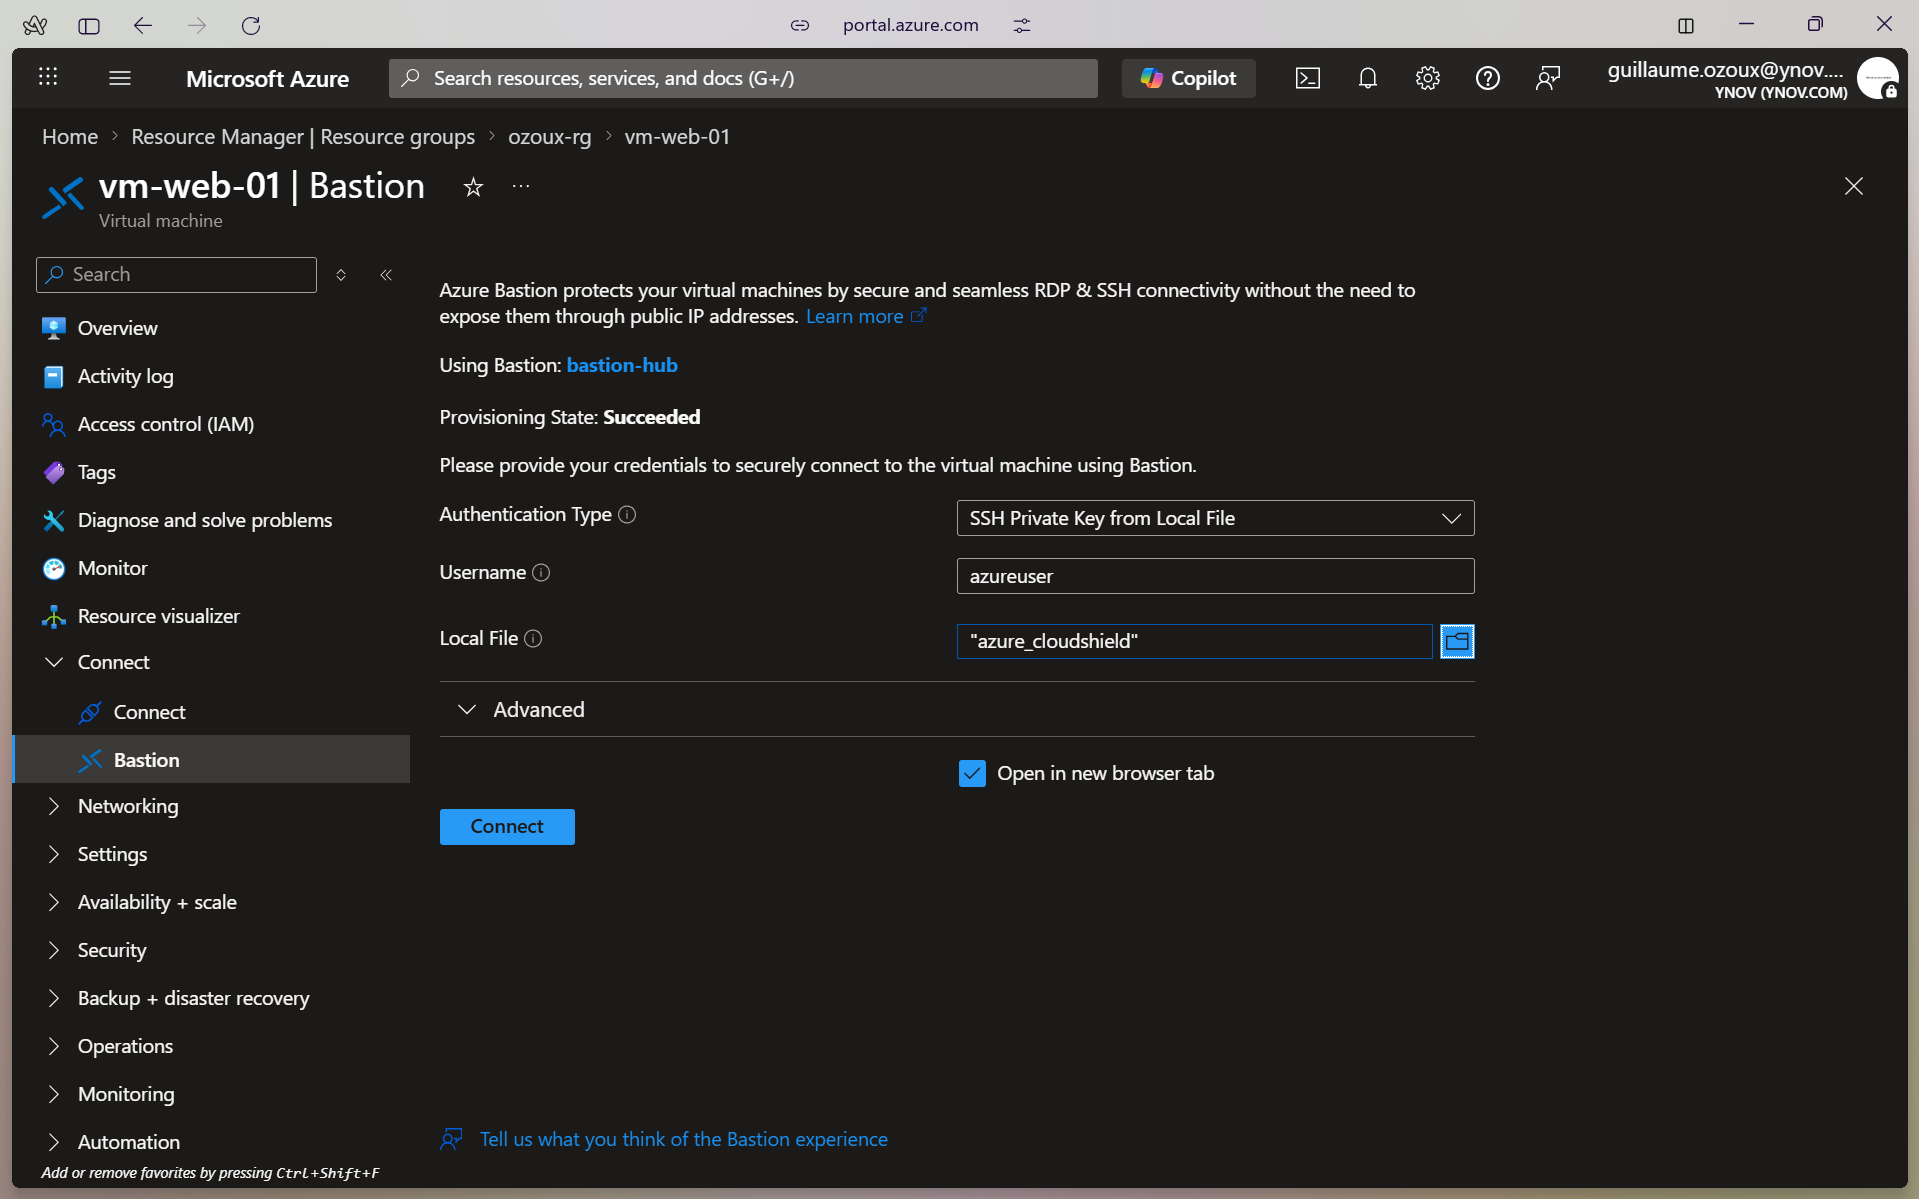 portal.azure.com
Microsoft Azure
Search resources, services, and docs (G+/)
Copilot
guillaume.ozoux@ynov....
YNOV (YNOV.COM)
Home > Resource Manager | Resource groups > ozoux-rg > vm-web-01
vm-web-01 | Bastion
Virtual machine
Search
Overview
Activity log
Access control (IAM)
Tags
Diagnose and solve problems
Monitor
Resource visualizer
Connect
Connect
Bastion
Networking
Settings
Availability + scale
Security
Backup + disaster recovery
Operations
Monitoring
Automation
Add or remove favorites by pressing Ctrl+Shift+F
Azure Bastion protects your virtual machines by secure and seamless RDP & SSH connectivity without the need to
expose them through public IP addresses. Learn more
Using Bastion: bastion-hub
Provisioning State: Succeeded
Please provide your credentials to securely connect to the virtual machine using Bastion.
Authentication Type
SSH Private Key from Local File
Username
azureuser
Local File
"azure_cloudshield"
Advanced
Open in new browser tab
Connect
Tell us what you think of the Bastion experience